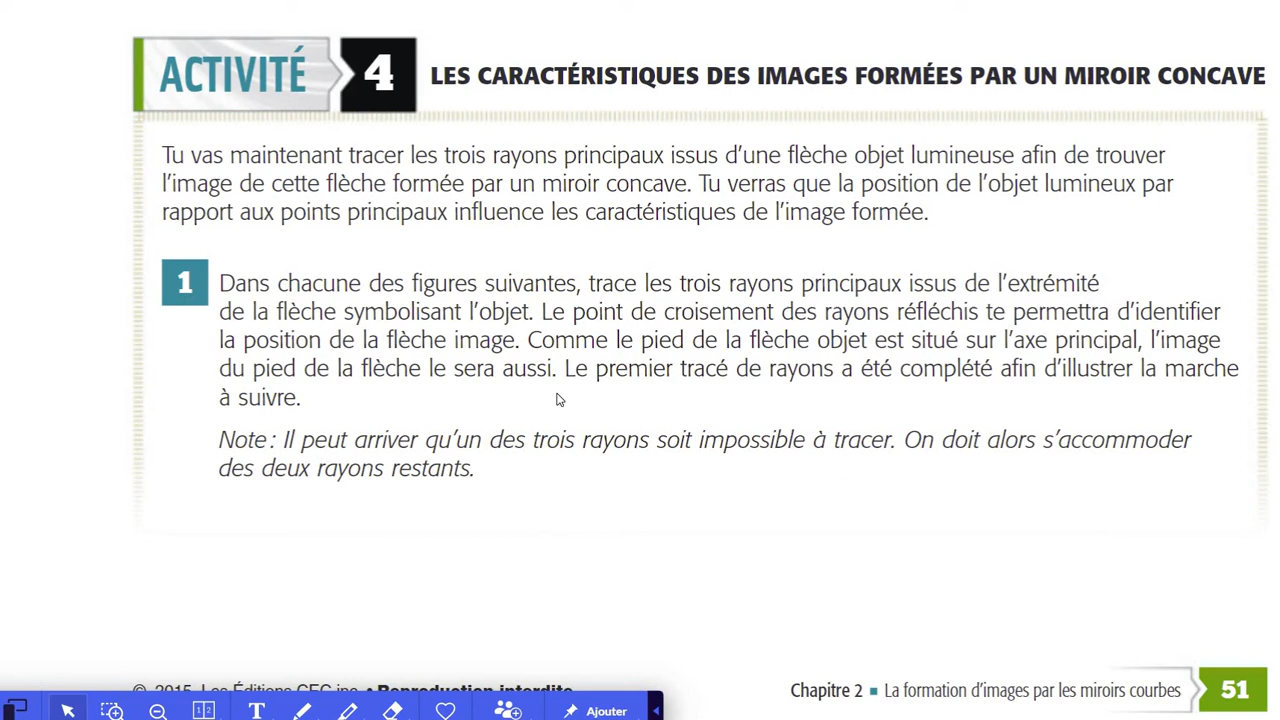 ACTIVITÉ 4 LES CARACTÉRISTIQUES DES IMAGES FORMÉES PAR UN MIROIR CONCAVE
Tu vas maintenant tracer les trois rayons principaux issus d'une flèche objet lumineuse afin de trouver
l'image de cette flèche formée par un miroir concave. Tu verras que la position de l'objet lumineux par
rapport aux points principaux influence les caractéristiques de l'image formée.
1 Dans chacune des figures suivantes, trace les trois rayons principaux issus de l'extrémité
de la flèche symbolisant l'objet. Le point de croisement des rayons réfléchis te permettra d'identifier
la position de la flèche image. Comme le pied de la flèche objet est situé sur l'axe principal, l'image
du pied de la flèche le sera aussi. Le premier tracé de rayons a été complété afin d'illustrer la marche
à suivre.
Note : Il peut arriver qu'un des trois rayons soit impossible à tracer. On doit alors s'accommoder
des deux rayons restants.
© 2015, Les Éditions CEC inc. • Reproduction interdite
Chapitre 2 ■ La formation d'images par les miroirs courbes 51
T Ajouter